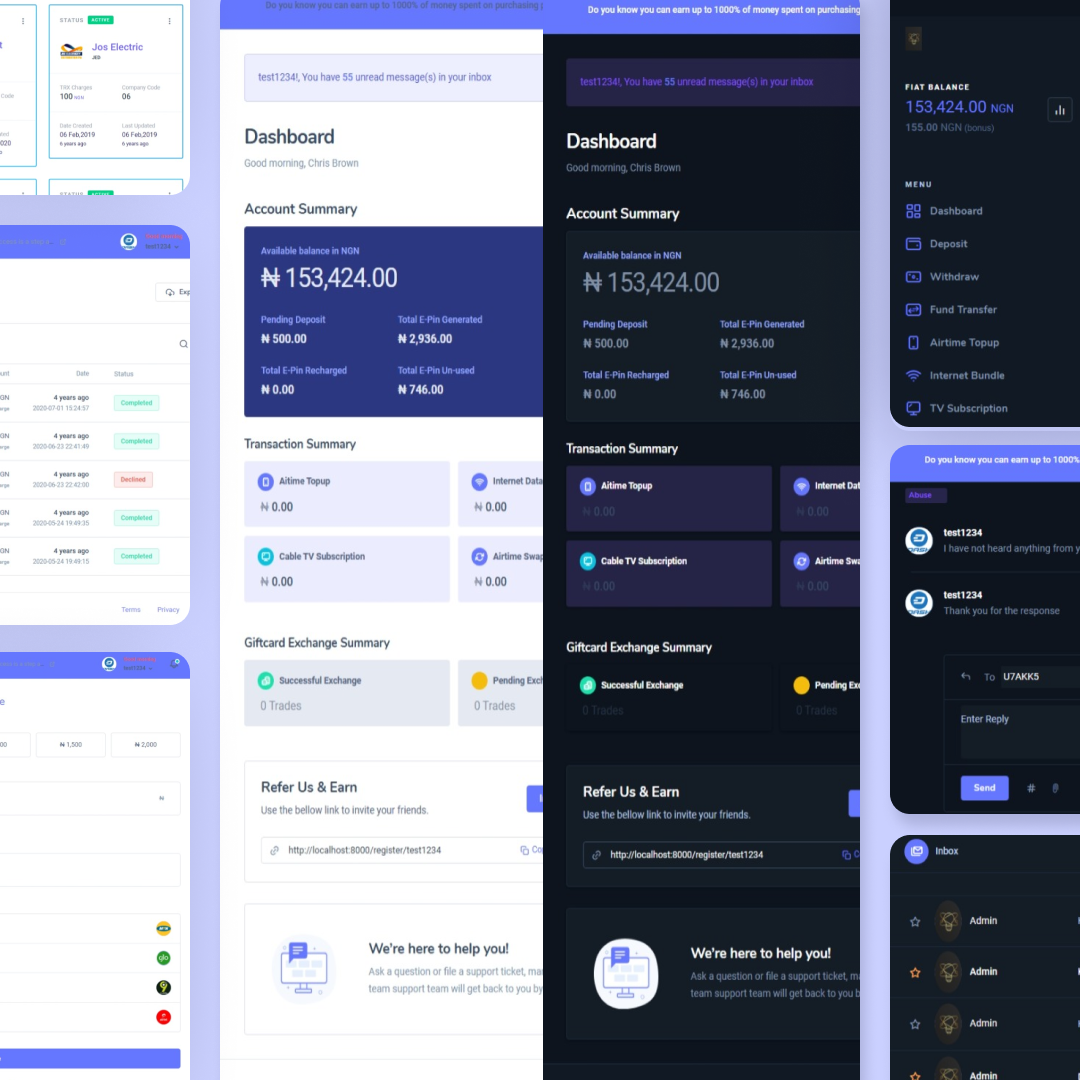 STATUS ACTIVE
Jos Electric
JED
TRX Charges
Company Code
100 NGN
06
Code
Date Created
Last Updated
06 Feb,2019
06 Feb,2019
6 years ago
6 years ago
STATUS ACTIVE
test1234
Exp
Date
Status
4 years ago
2020-07-01 15:24:57
Completed
4 years ago
2020-06-23 22:41:49
Completed
4 years ago
2020-06-23 22:42:00
Declined
4 years ago
2020-05-24 19:49:35
Completed
4 years ago
2020-05-24 19:49:15
Completed
Terms
Privacy
test1234
₦ 1,500
₦ 2,000
₦
glo
Do you know you can earn up to 1000% of money spent on purchasing
test1234!, You have 55 unread message(s) in your inbox
Dashboard
Good morning, Chris Brown
Account Summary
Available balance in NGN
₦ 153,424.00
Pending Deposit
Total E-Pin Generated
₦ 500.00
₦ 2,936.00
Total E-Pin Recharged
Total E-Pin Un-used
₦ 0.00
₦ 746.00
Transaction Summary
Aitime Topup
Internet Data
₦ 0.00
₦ 0.00
Cable TV Subscription
Airtime Swap
₦ 0.00
₦ 0.00
Giftcard Exchange Summary
Successful Exchange
Pending Exch
0 Trades
0 Trades
Refer Us & Earn
Use the bellow link to invite your friends.
http://localhost:8000/register/test1234
Co
We're here to help you!
Ask a question or file a support ticket, ma
team support team will get back to you by
Do you know you can earn up to 1000% of money spent on purchasing
test1234!, You have 55 unread message(s) in your inbox
Dashboard
Good morning, Chris Brown
Account Summary
Available balance in NGN
₦ 153,424.00
Pending Deposit
Total E-Pin Generated
₦ 500.00
₦ 2,936.00
Total E-Pin Recharged
Total E-Pin Un-used
₦ 0.00
₦ 746.00
Transaction Summary
Aitime Topup
Internet Dat
₦ 0.00
₦ 0.00
Cable TV Subscription
Airtime Swa
₦ 0.00
₦ 0.00
Giftcard Exchange Summary
Successful Exchange
Pending Ex
0 Trades
0 Trades
Refer Us & Earn
Use the bellow link to invite your friends.
http://localhost:8000/register/test1234
C
We're here to help you!
Ask a question or file a support ticket, m
team support team will get back to you b
FIAT BALANCE
153,424.00 NGN
155.00 NGN (bonus)
MENU
Dashboard
Deposit
Withdraw
Fund Transfer
Airtime Topup
Internet Bundle
TV Subscription
Do you know you can earn up to 1000%
Abuse
test1234
I have not heard anything from y
test1234
Thank you for the response
To U7AKK5
Enter Reply
Send
Inbox
Admin
Admin
Admin
Admin